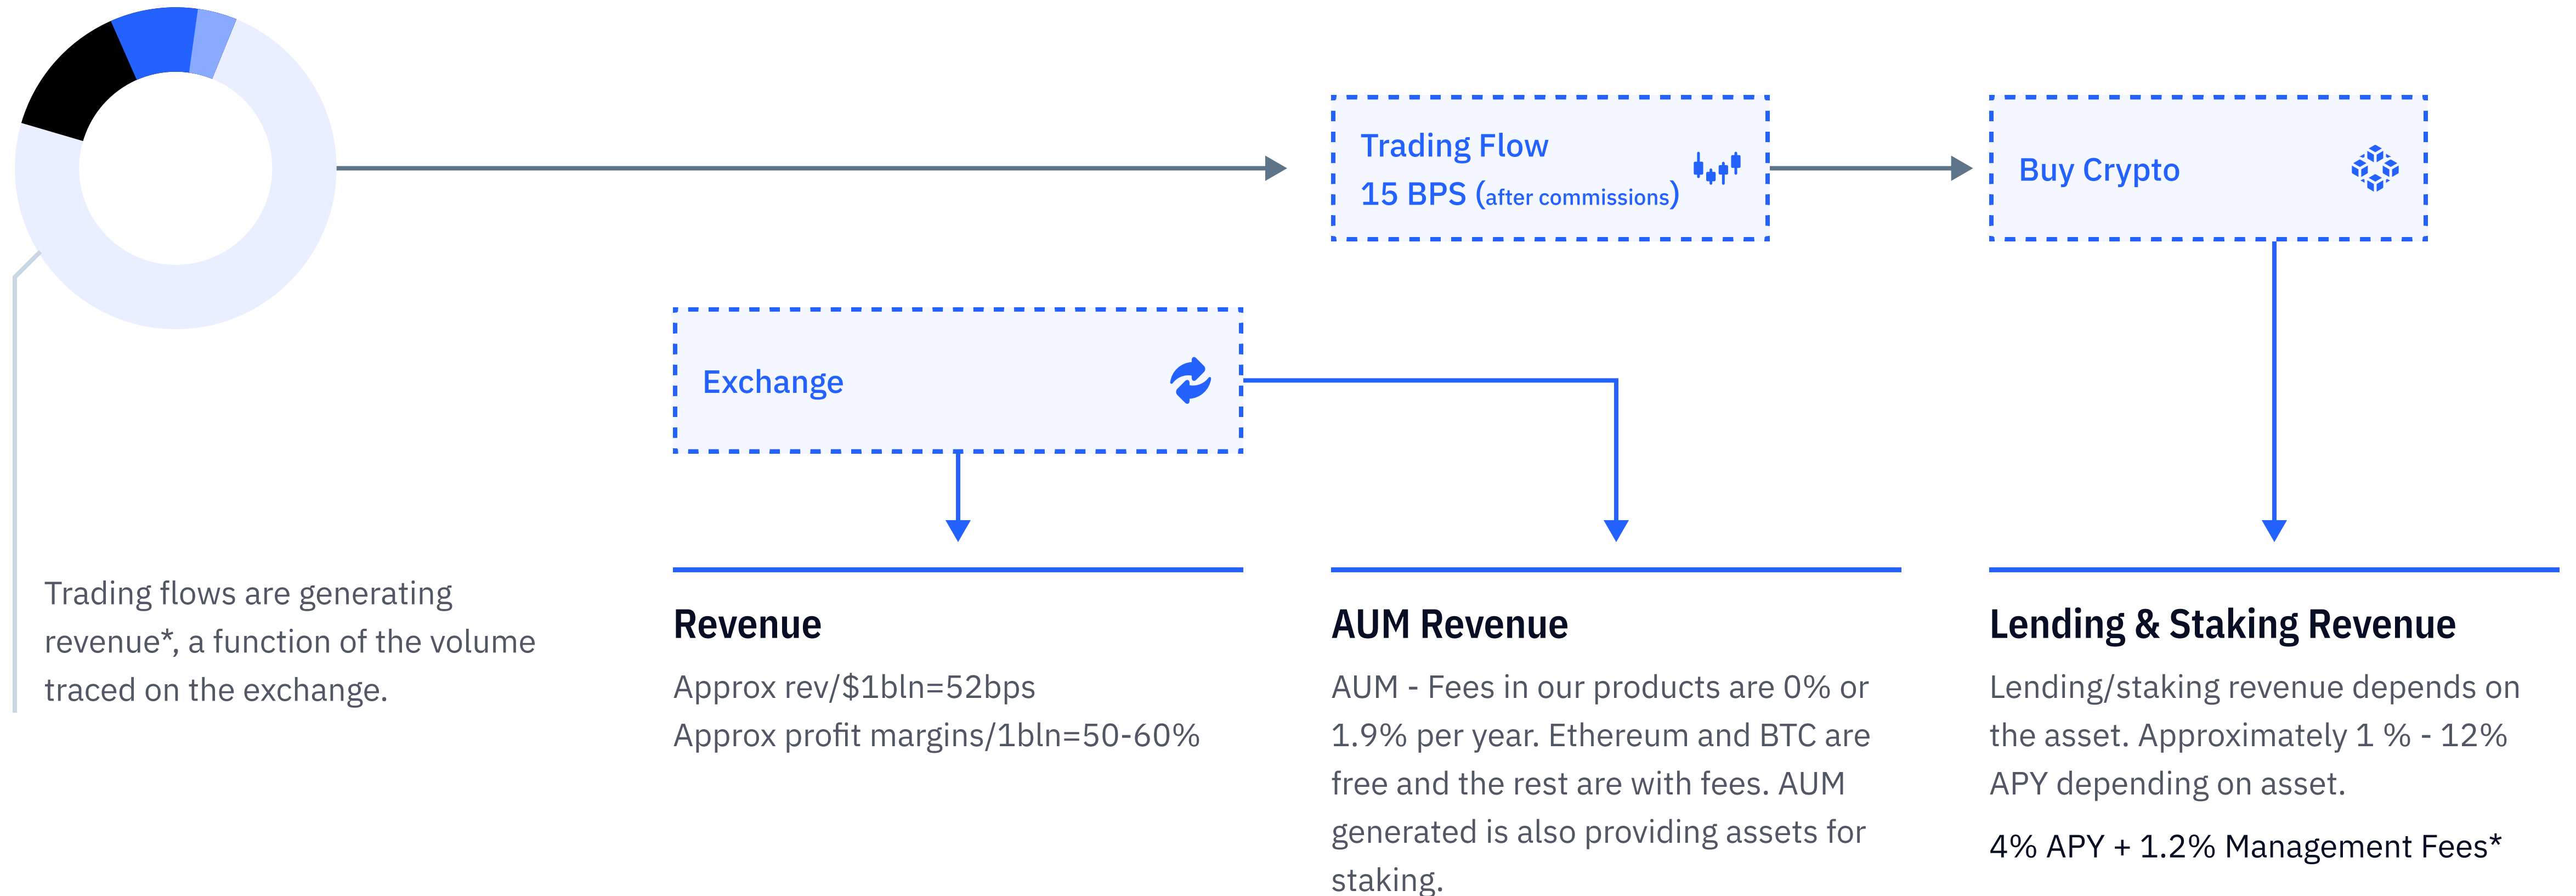 Trading Flow
15 BPS (after commissions)
Buy Crypto
Exchange
Trading flows are generating
revenue*, a function of the volume
traced on the exchange.
Revenue
Approx rev/$1bln=52bps
Approx profit margins/1bln=50-60%
AUM Revenue
AUM - Fees in our products are 0% or
1.9% per year. Ethereum and BTC are
free and the rest are with fees. AUM
generated is also providing assets for
staking.
Lending & Staking Revenue
Lending/staking revenue depends on
the asset. Approximately 1 % - 12%
APY depending on asset.
4% APY + 1.2% Management Fees*